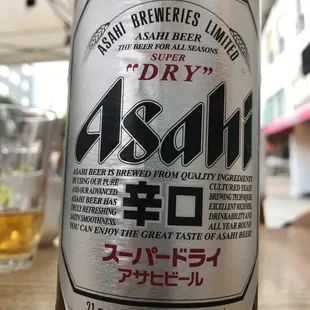 ASAHI BREWERIES LIMITED
ASAHI BEER
THE BEER FOR ALL SEASONS
SUPER
"DRY"
Asahi
ASAHI BEER IS BREWED FROM QUALITY INGREDIENTS
BY USING OUR PURE CULTURED YEAST
AND OUR ADVANCED BREWING TECHNIQUES
ASAHI BEER HAS EXCELLENT RICHNESS
TRULY REFRESHING DRINKABILITY AND
SATIN SMOOTHNESS ALL YEAR ROUND
YOU CAN ENJOY THE GREAT TASTE OF ASAHI BEER
辛口
スーパードライ
アサヒビール